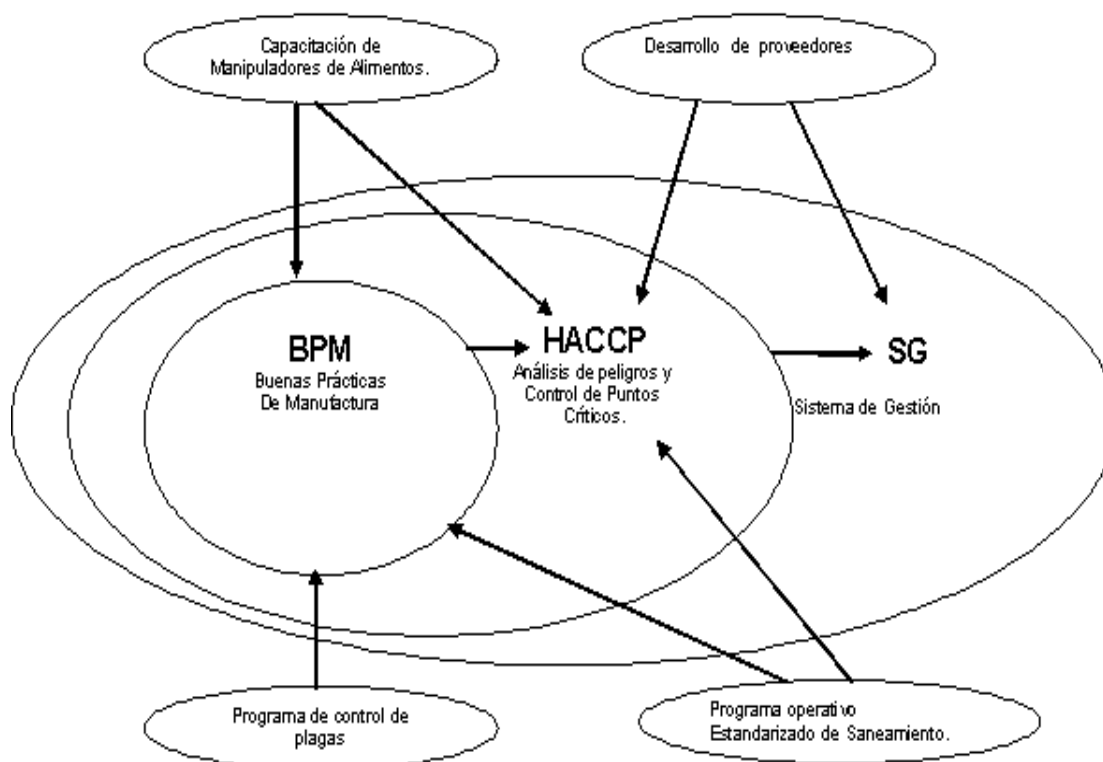 Capacitación de
Manipuladores de Alimentos.
Desarrollo de proveedores
BPM
Buenas Prácticas
De Manufactura
HACCP
Análisis de peligros y
Control de Puntos
Críticos.
SG
Sistema de Gestión
Programa de control de
plagas
Programa operativo
Estandarizado de Saneamiento.